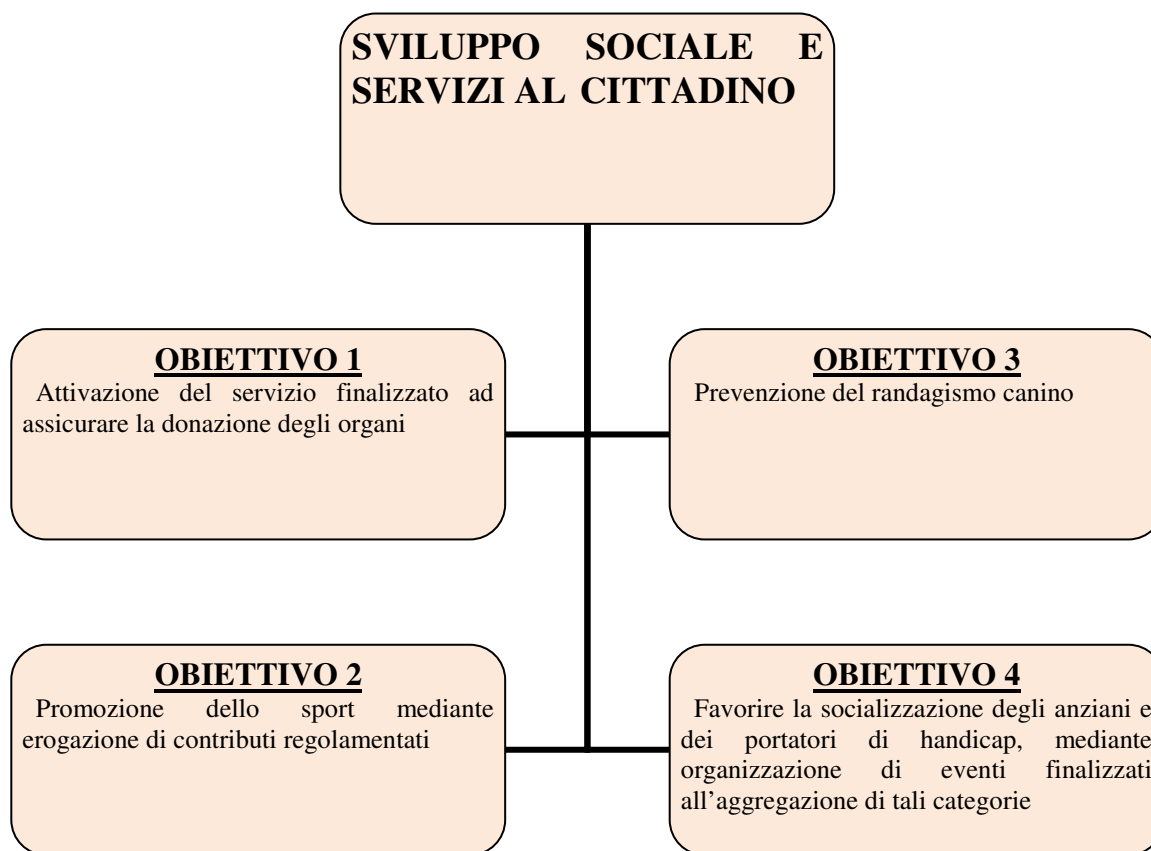 SVILUPPO SOCIALE E
SERVIZI AL CITTADINO
OBIETTIVO 1
Attivazione del servizio finalizzato ad
assicurare la donazione degli organi
OBIETTIVO 3
Prevenzione del randagismo canino
OBIETTIVO 2
Promozione dello sport mediante
erogazione di contributi regolamentati
OBIETTIVO 4
Favorire la socializzazione degli anziani e
dei portatori di handicap, mediante
organizzazione di eventi finalizzati
all’aggregazione di tali categorie